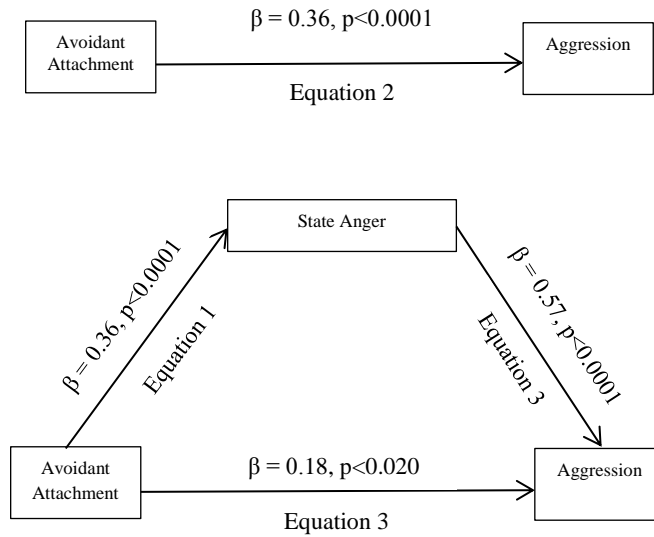 β = 0.36, p<0.0001
Avoidant
Attachment
Aggression
Equation 2
State Anger
β = 0.36, p<0.0001
Equation 1
β = 0.57, p<0.0001
Equation 3
Avoidant
Attachment
β = 0.18, p<0.020
Aggression
Equation 3